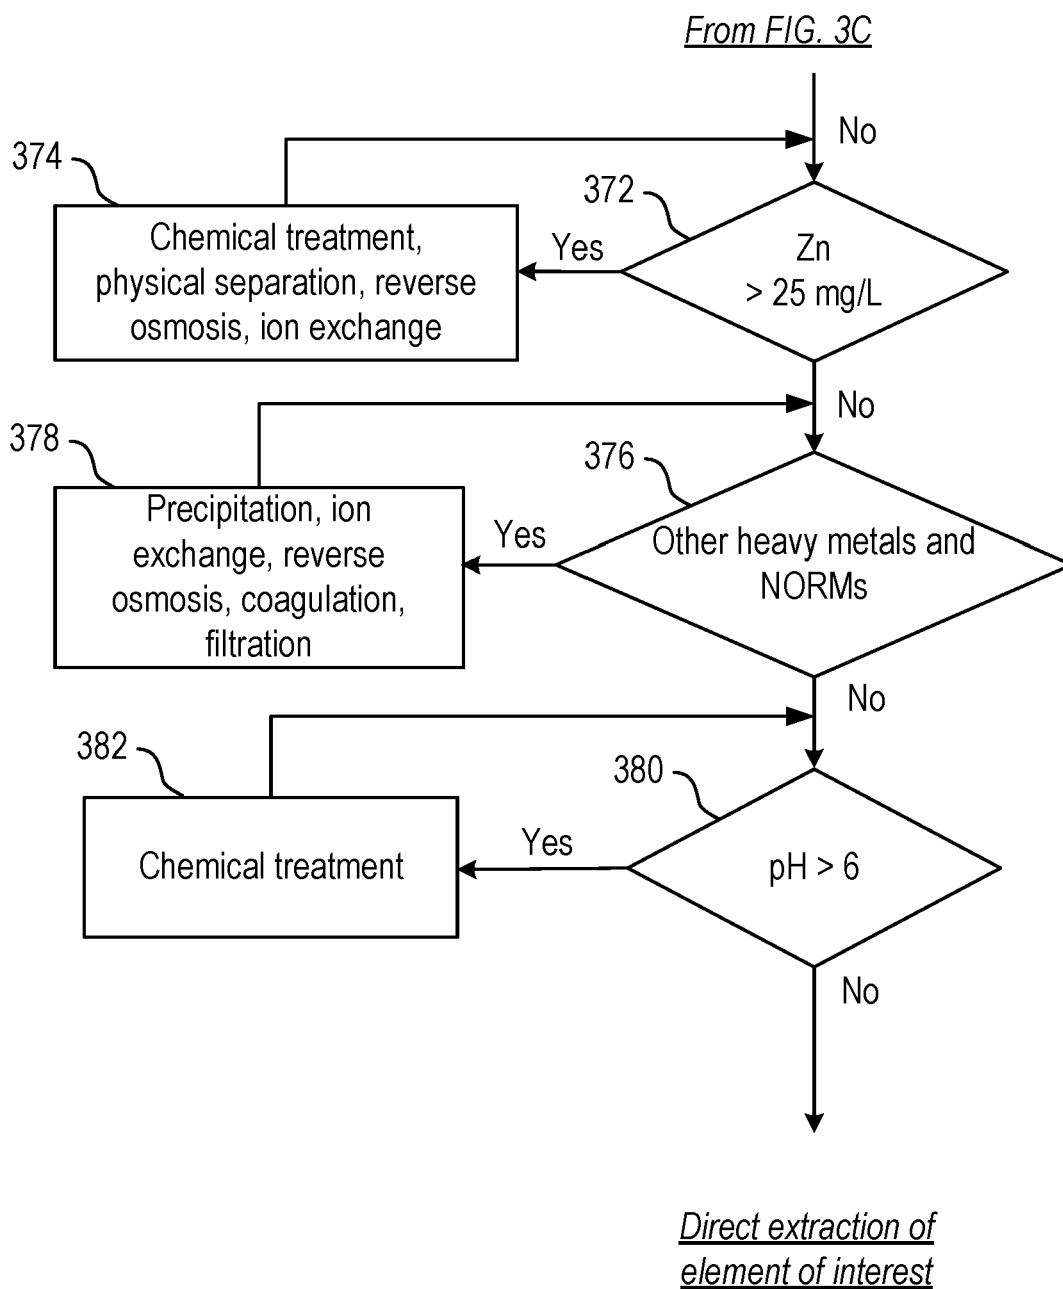 From FIG. 3C
No
374
372
Chemical treatment,
physical separation, reverse
osmosis, ion exchange
Yes
Zn
> 25 mg/L
No
378
376
Precipitation, ion
exchange, reverse
osmosis, coagulation,
filtration
Yes
Other heavy metals and
NORMs
No
382
380
Chemical treatment
Yes
pH > 6
No
Direct extraction of
element of interest